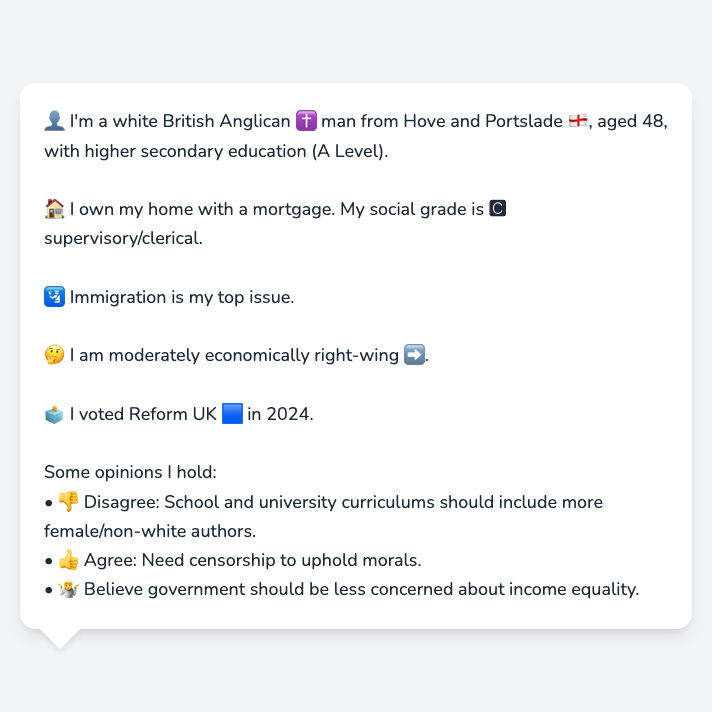 👤 I'm a white British Anglican ✝️ man from Hove and Portslade 🏴󠁧󠁢󠁥󠁮󠁧󠁿, aged 48,
with higher secondary education (A Level).
🏠 I own my home with a mortgage. My social grade is 🅲
supervisory/clerical.
🛂 Immigration is my top issue.
🤔 I am moderately economically right-wing ➡️.
🗳️ I voted Reform UK 🟦 in 2024.
Some opinions I hold:
• 👎 Disagree: School and university curriculums should include more
female/non-white authors.
• 👍 Agree: Need censorship to uphold morals.
• 🤷 Believe government should be less concerned about income equality.